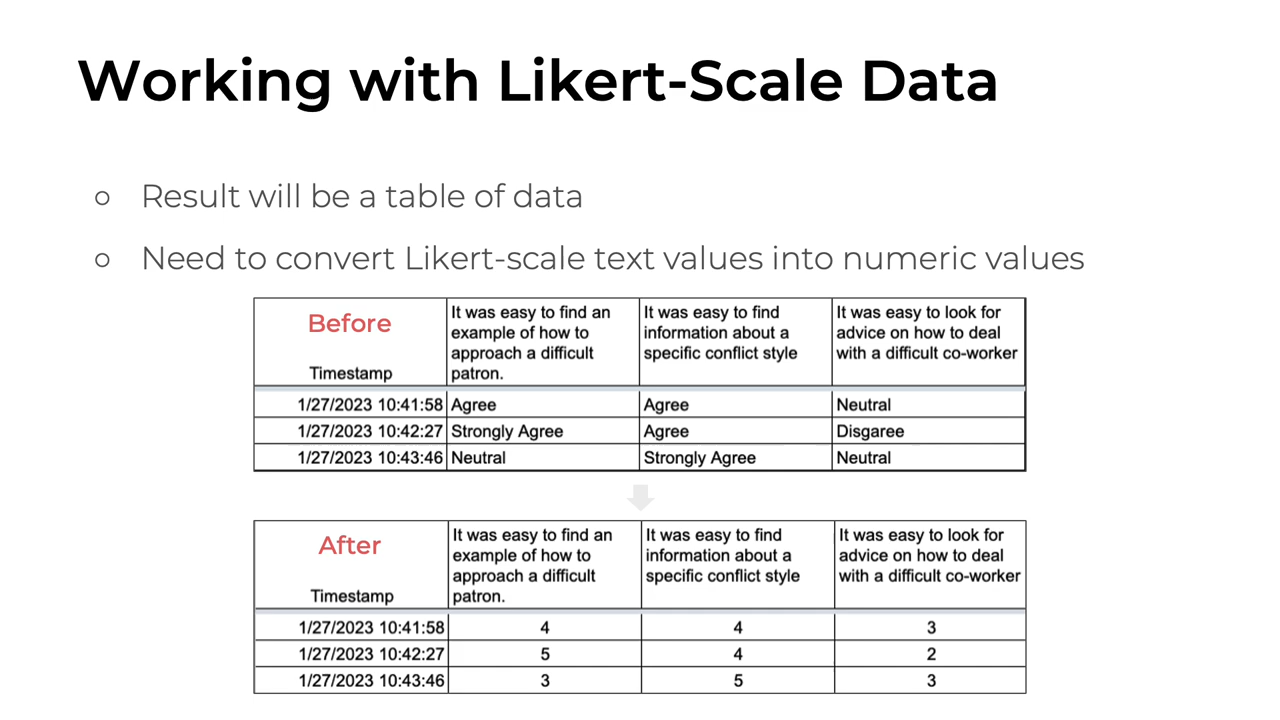 Working with Likert-Scale Data
Result will be a table of data
Need to convert Likert-scale text values into numeric values
Before
Timestamp
It was easy to find an
example of how to
approach a difficult
patron.
It was easy to find
information about a
specific conflict style
It was easy to look for
advice on how to deal
with a difficult co-worker
1/27/2023 10:41:58 Agree Agree Neutral
1/27/2023 10:42:27 Strongly Agree Agree Disgaree
1/27/2023 10:43:46 Neutral Strongly Agree Neutral
After
Timestamp
It was easy to find an
example of how to
approach a difficult
patron.
It was easy to find
information about a
specific conflict style
It was easy to look for
advice on how to deal
with a difficult co-worker
1/27/2023 10:41:58 4 4 3
1/27/2023 10:42:27 5 4 2
1/27/2023 10:43:46 3 5 3